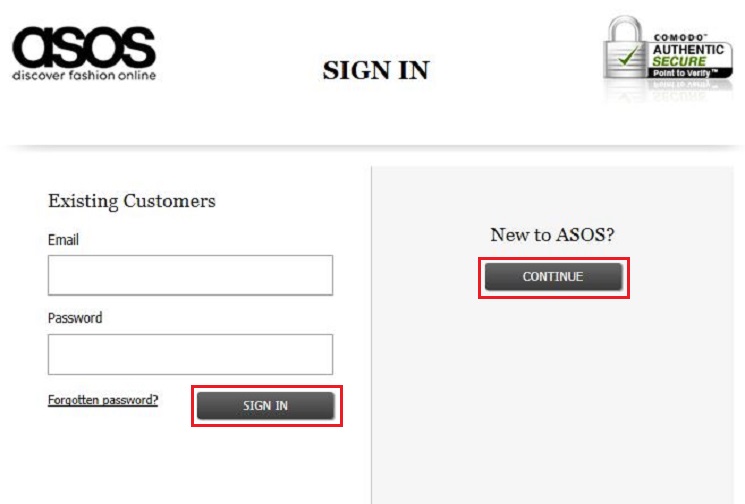 asos
discover fashion online
SIGN IN
COMODO™
AUTHENTIC
SECURE
Point to Verify™
Existing Customers
Email
Password
Forgotten password?
SIGN IN
New to ASOS?
CONTINUE